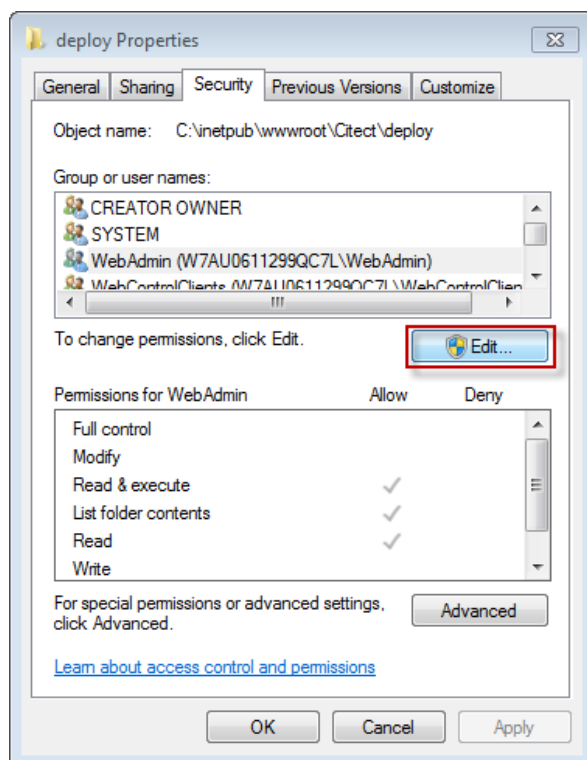 deploy Properties
General Sharing Security Previous Versions Customize
Object name: C:\inetpub\wwwroot\Citect\deploy
Group or user names:
CREATOR OWNER
SYSTEM
WebAdmin (W7AU0611299QC7L\WebAdmin)
WebControlClients (W7AU0611299QC7L\WebControlClien
To change permissions, click Edit.
Edit...
Permissions for WebAdmin Allow Deny
Full control
Modify
Read & execute
List folder contents
Read
Write
For special permissions or advanced settings,
click Advanced.
Advanced
Learn about access control and permissions
OK Cancel Apply